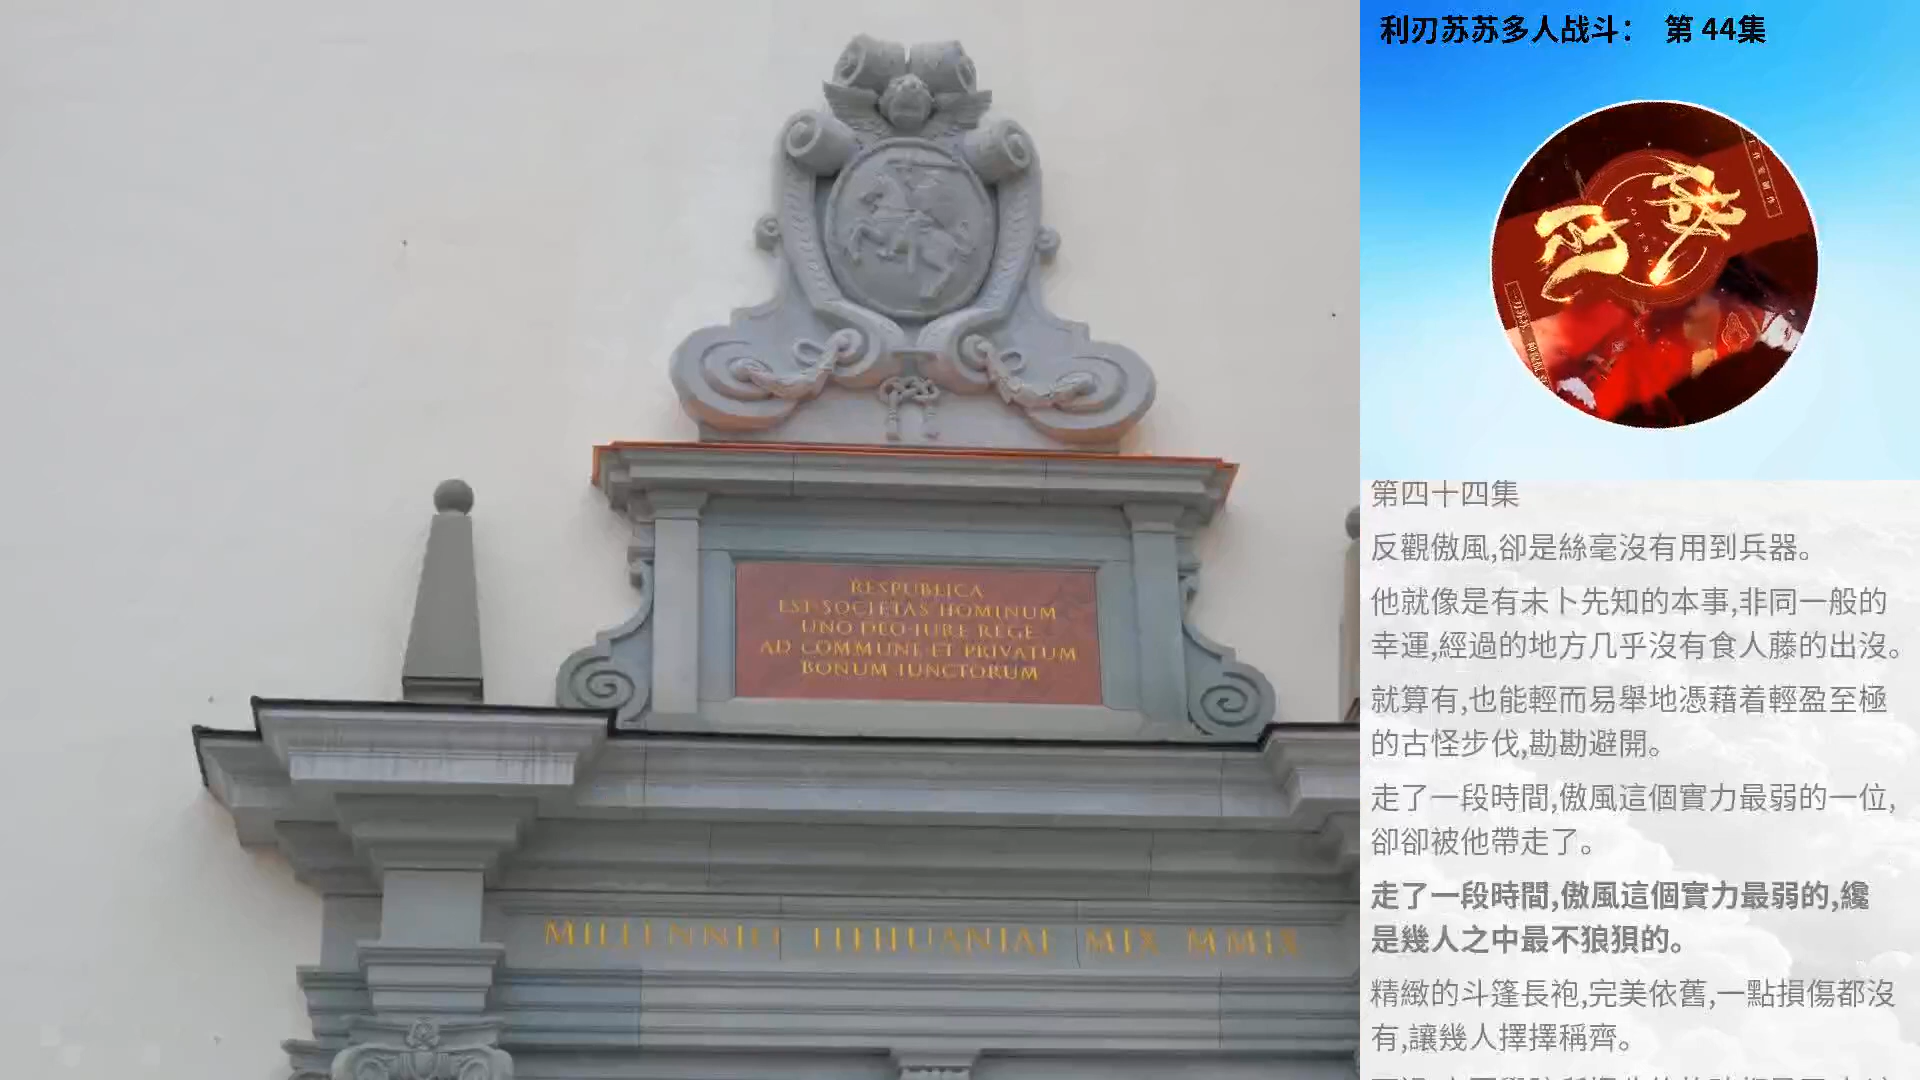 RESPUBLICA
EST SOCIETAS HOMINUM
UNO DEO IURE REGE
AD COMMUNE ET PRIVATUM
BONUM IUNCTORUM
MILLENNIO LITHUANIAE MIX MMIX
利刃苏苏多人战斗： 第 44集
傲風
第四十四集
反觀傲風,卻是絲毫沒有用到兵器。
他就像是有未卜先知的本事,非同一般的
幸運,經過的地方几乎沒有食人藤的出沒。
就算有,也能輕而易舉地憑藉着輕盈至極
的古怪步伐,勘勘避開。
走了一段時間,傲風這個實力最弱的一位,
卻卻被他帶走了。
走了一段時間,傲風這個實力最弱的,纔
是幾人之中最不狼狽的。
精緻的斗篷長袍,完美依舊,一點損傷都沒
有,讓幾人擇擇稱齊。